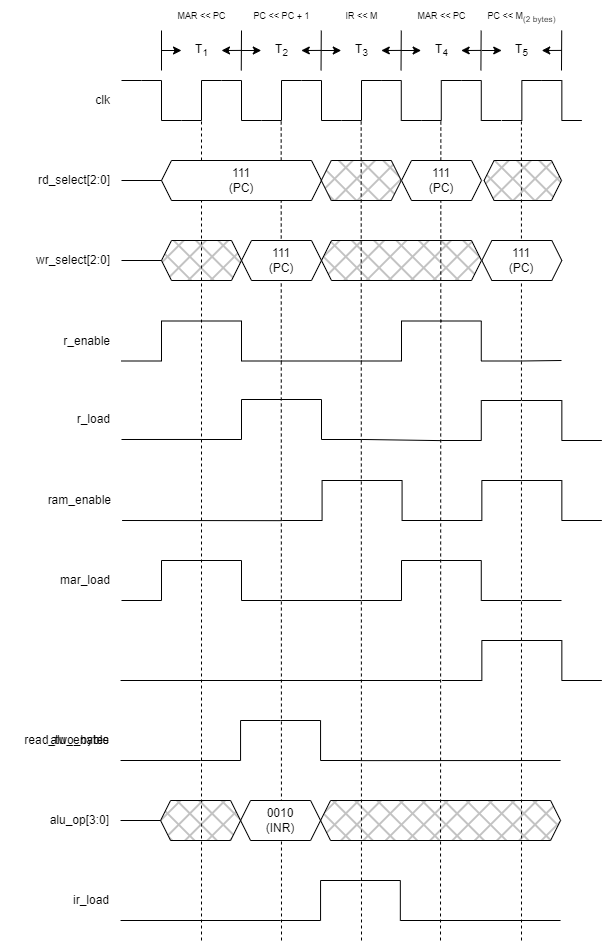 MAR << PC PC << PC + 1 IR << M MAR << PC PC << M(2 bytes)
T1 T2 T3 T4 T5
clk
rd_select[2:0] 111 111
(PC) (PC)
wr_select[2:0] 111 111
(PC) (PC)
r_enable
r_load
ram_enable
mar_load
read_two_bytes
alu_enable
alu_op[3:0] 0010
(INR)
ir_load